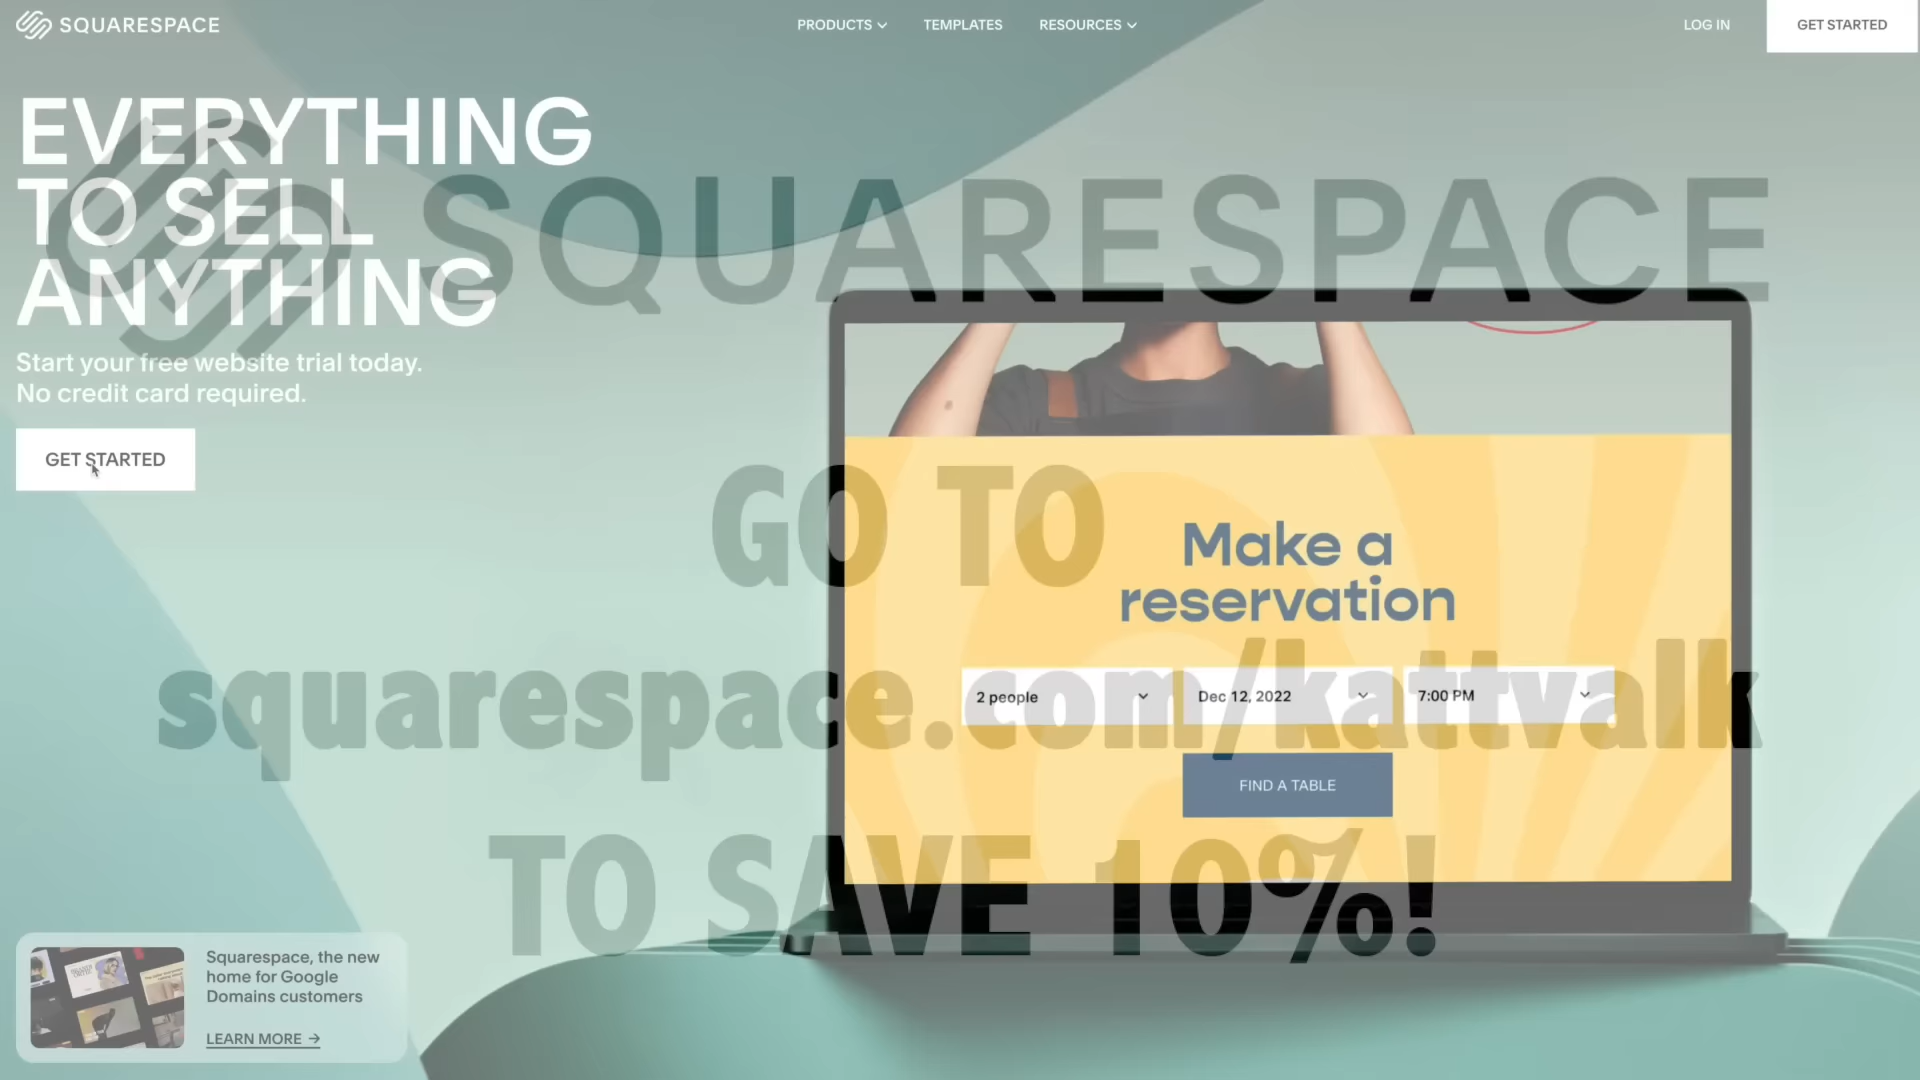 SQUARESPACE
PRODUCTS
TEMPLATES
RESOURCES
LOG IN
GET STARTED
EVERYTHING
TO SELL
ANYTHING
Start your free website trial today.
No credit card required.
GET STARTED
SQUARESPACE
GO TO
squarespace.com/kattvalk
TO SAVE 10%!
Make a
reservation
2 people
Dec 12, 2022
7:00 PM
FIND A TABLE
Squarespace, the new
home for Google
Domains customers
LEARN MORE →